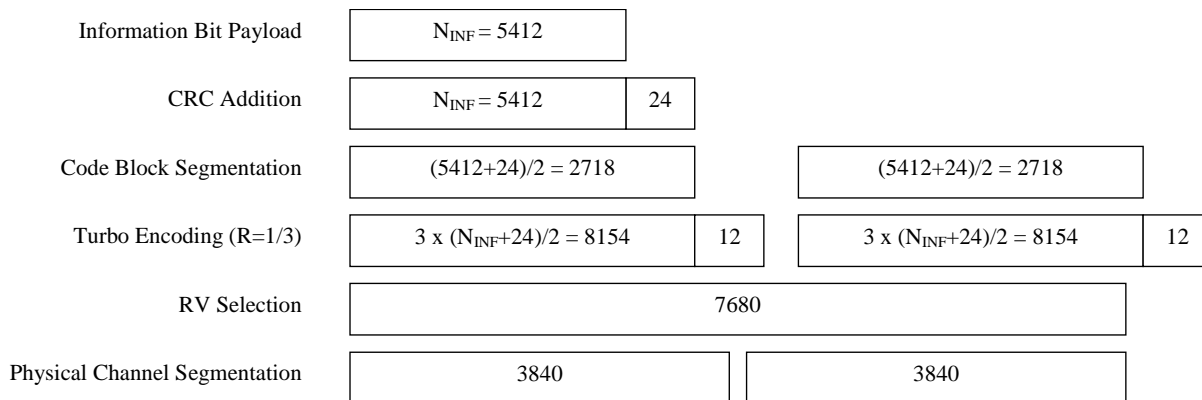 Information Bit Payload N_INF = 5412
CRC Addition N_INF = 5412 24
Code Block Segmentation (5412+24)/2 = 2718 (5412+24)/2 = 2718
Turbo Encoding (R=1/3) 3 x (N_INF+24)/2 = 8154 12 3 x (N_INF+24)/2 = 8154 12
RV Selection 7680
Physical Channel Segmentation 3840 3840